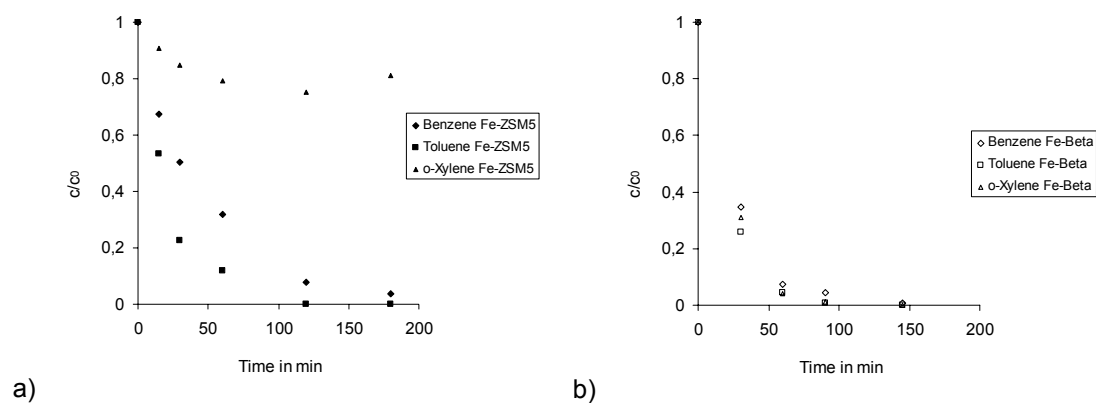 1
0,8
0,6
0,4
0,2
0
c/c0
0
50
100
150
200
Time in min
Benzene Fe-ZSM5
Toluene Fe-ZSM5
o-Xylene Fe-ZSM5
a)
1
0,8
0,6
0,4
0,2
0
c/c0
0
50
100
150
200
Time in min
Benzene Fe-Beta
Toluene Fe-Beta
o-Xylene Fe-Beta
b)